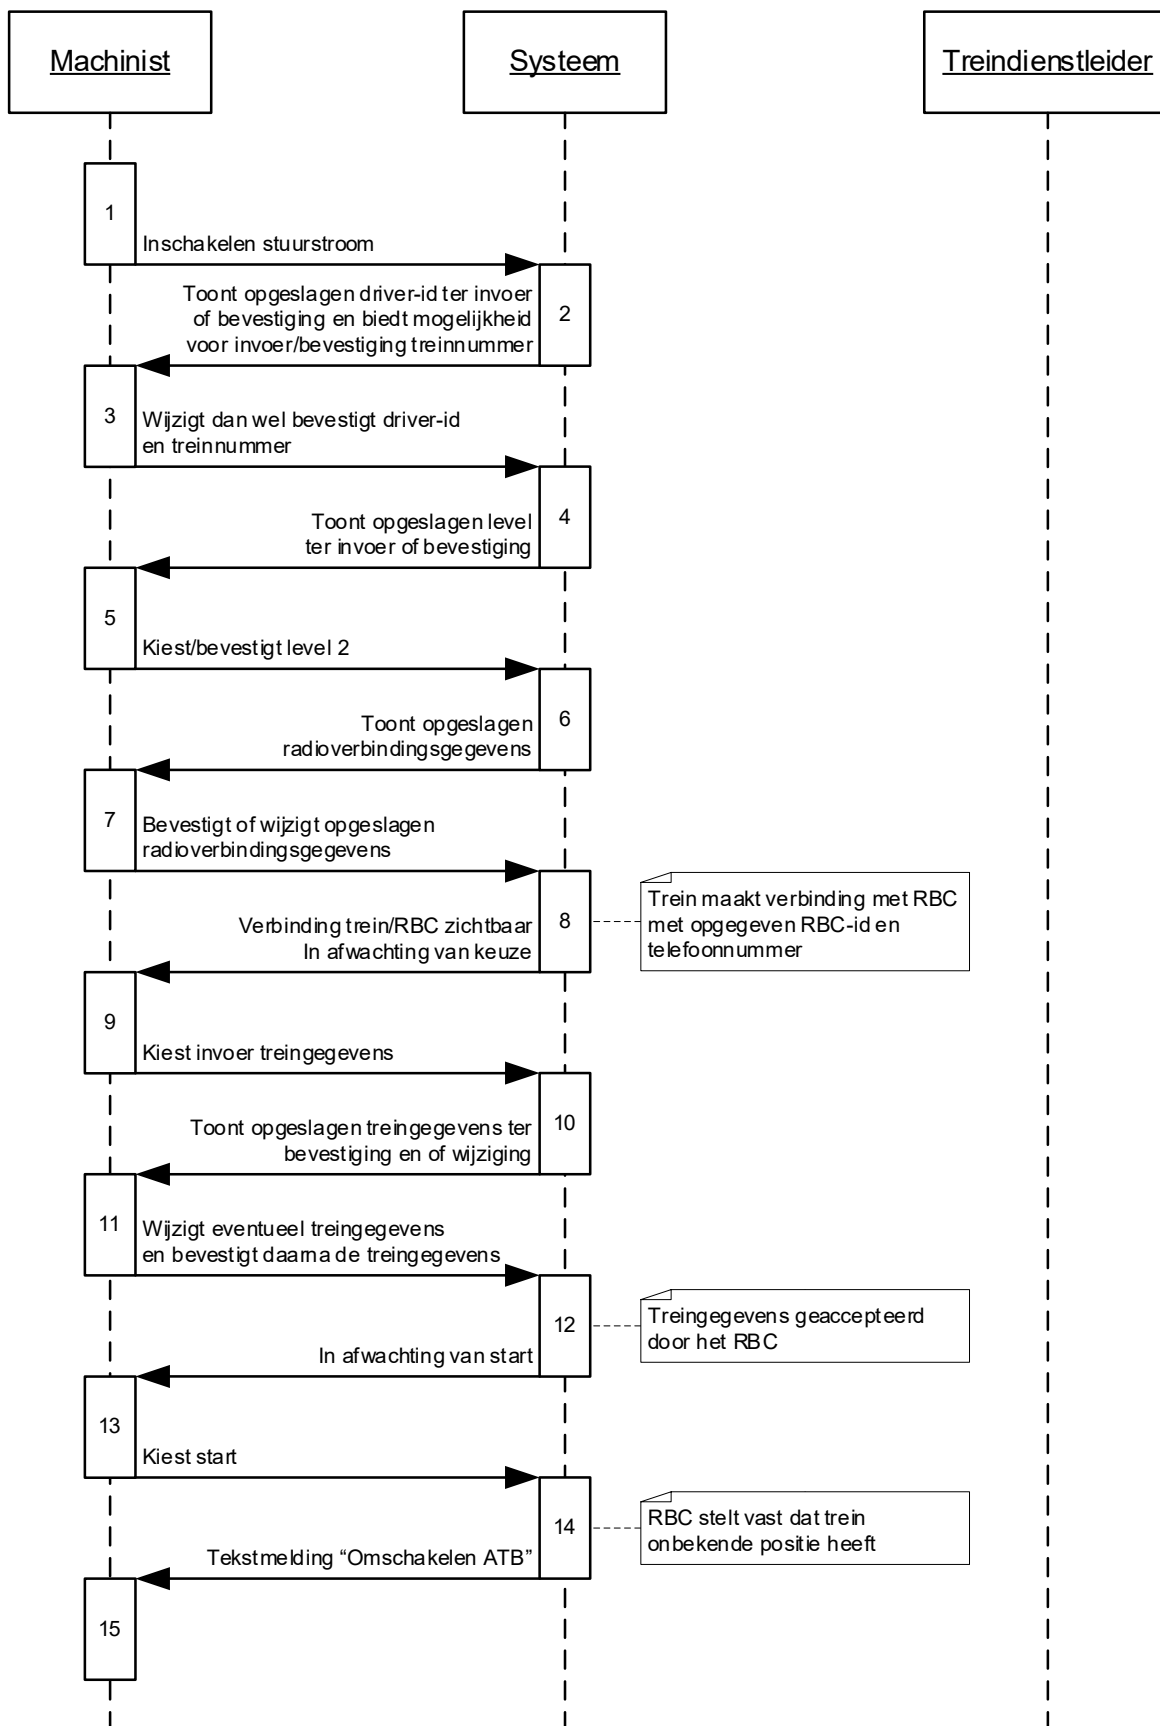 Machinist
Systeem
Treindienstleider
1
Inschakelen stuurstroom
Toont opgeslagen driver-id ter invoer
of bevestiging en biedt mogelijkheid
voor invoer/bevestiging treinnummer
2
3
Wijzigt dan wel bevestigt driver-id
en treinnummer
4
Toont opgeslagen level
ter invoer of bevestiging
5
Kiest/bevestigt level 2
6
Toont opgeslagen
radioverbindingsgegevens
7
Bevestigt of wijzigt opgeslagen
radioverbindingsgegevens
8
Verbinding trein/RBC zichtbaar
In afwachting van keuze
Trein maakt verbinding met RBC
met opgegeven RBC-id en
telefoonnummer
9
Kiest invoer treingegevens
10
Toont opgeslagen treingegevens ter
bevestiging en of wijziging
11
Wijzigt eventueel treingegevens
en bevestigt daarna de treingegevens
12
In afwachting van start
Treingegevens geaccepteerd
door het RBC
13
Kiest start
14
Tekstmelding “Omschakelen ATB”
RBC stelt vast dat trein
onbekende positie heeft
15